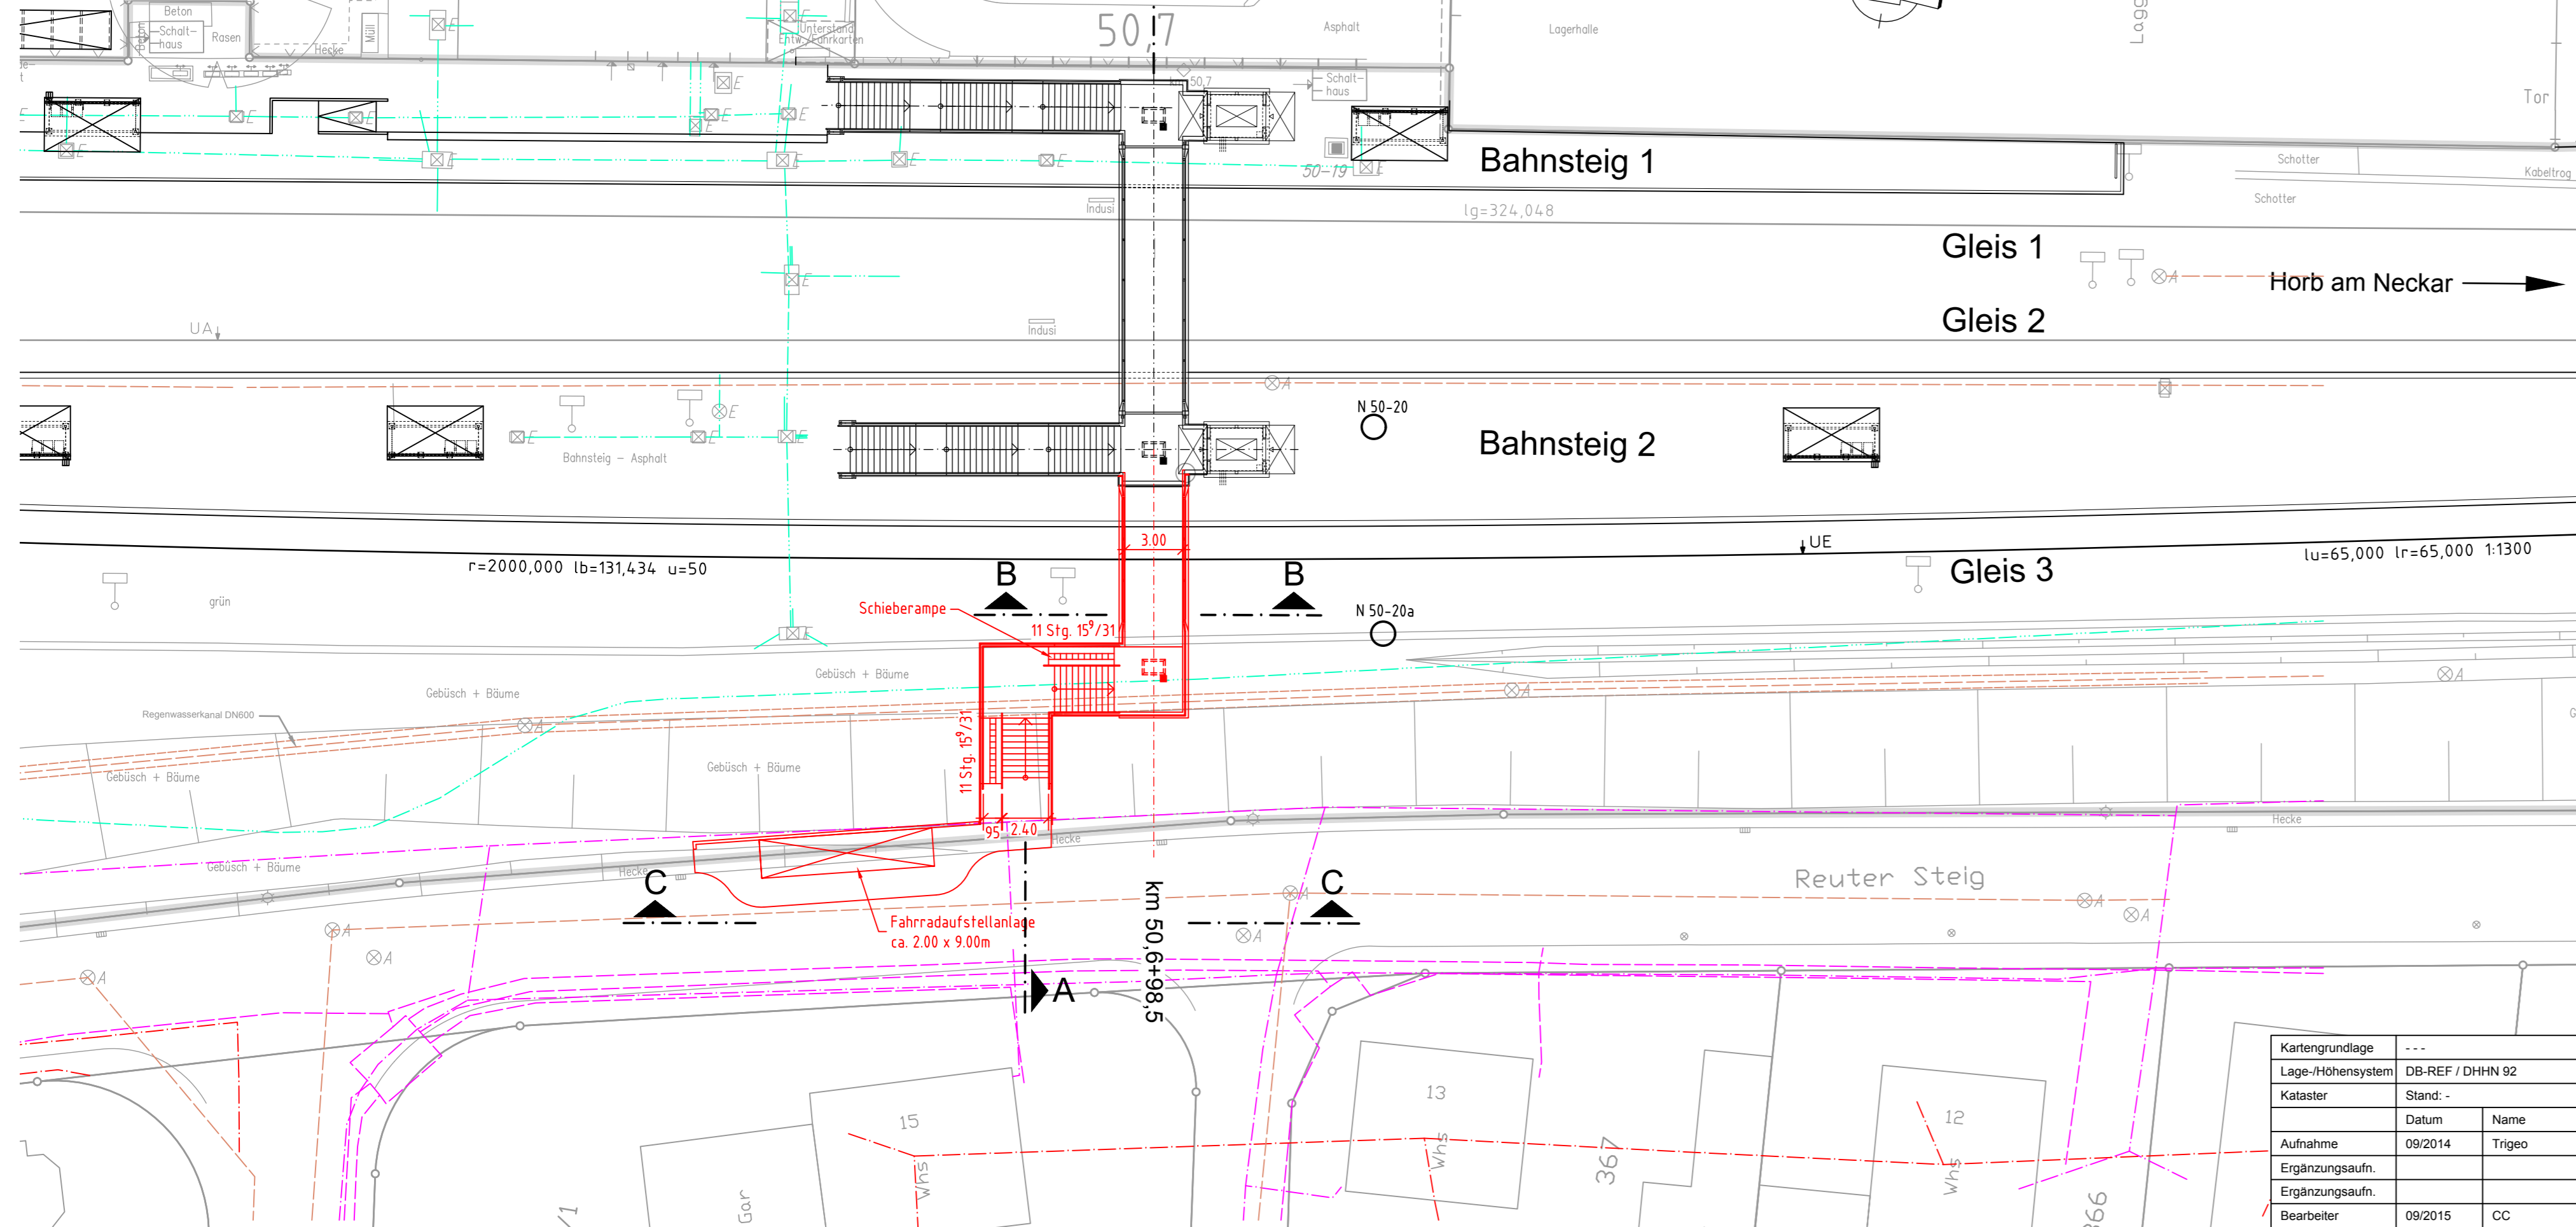 Beton
Schalt-
haus
Rasen
Müll
Hecke
Unterstand
Entw./Fahrkarten
50,7
Asphalt
Lagerhalle
Schalt-
haus
Tor
Bahnsteig 1
50-19
Schotter
Kabeltrog
Schotter
Indusi
lg=324,048
Gleis 1
Horb am Neckar
UA
Indusi
Gleis 2
N 50-20
Bahnsteig 2
Bahnsteig - Asphalt
3.00
UE
r=2000,000 lb=131,434 u=50
Gleis 3
lu=65,000 lr=65,000 1:1300
B
B
grün
Schieberampe
N 50-20a
11 Stg. 15⁹/31
Gebüsch + Bäume
Gebüsch + Bäume
Regenwasserkanal DN600
11 Stg. 15⁹/31
Gebüsch + Bäume
Gebüsch + Bäume
95
2.40
Hecke
Hecke
Gebüsch + Bäume
Hecke
C
C
Reuter Steig
Fahrradaufstellanlage
ca. 2.00 x 9.00m
km 50,6+98,5
A
15
Whs
Gar
13
Whs
367
12
Whs
Kartengrundlage ---
Lage-/Höhensystem DB-REF / DHHN 92
Kataster Stand: -
Datum Name
Aufnahme 09/2014 Trigeo
Ergänzungsaufn.
Ergänzungsaufn.
Bearbeiter 09/2015 CC